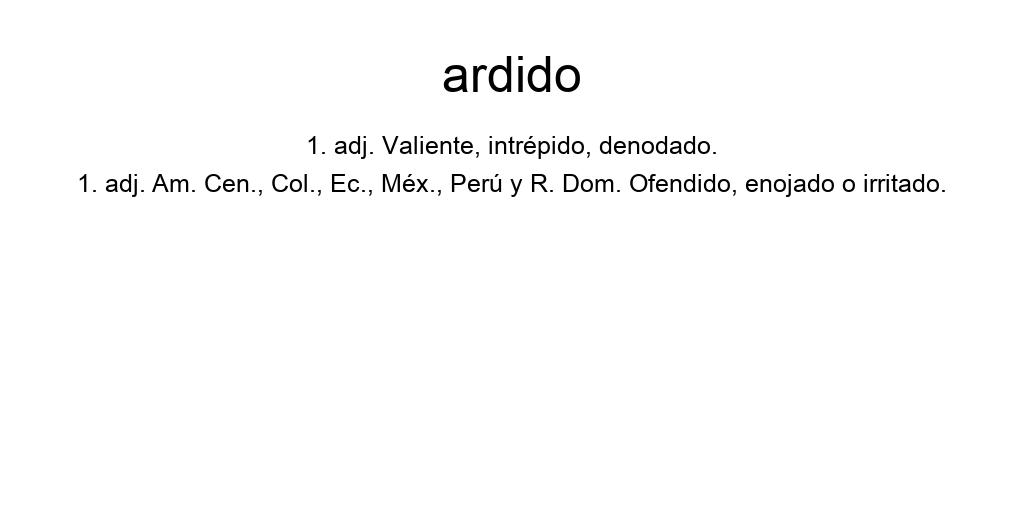 ardido
1. adj. Valiente, intrépido, denodado.
1. adj. Am. Cen., Col., Ec., Méx., Perú y R. Dom. Ofendido, enojado o irritado.